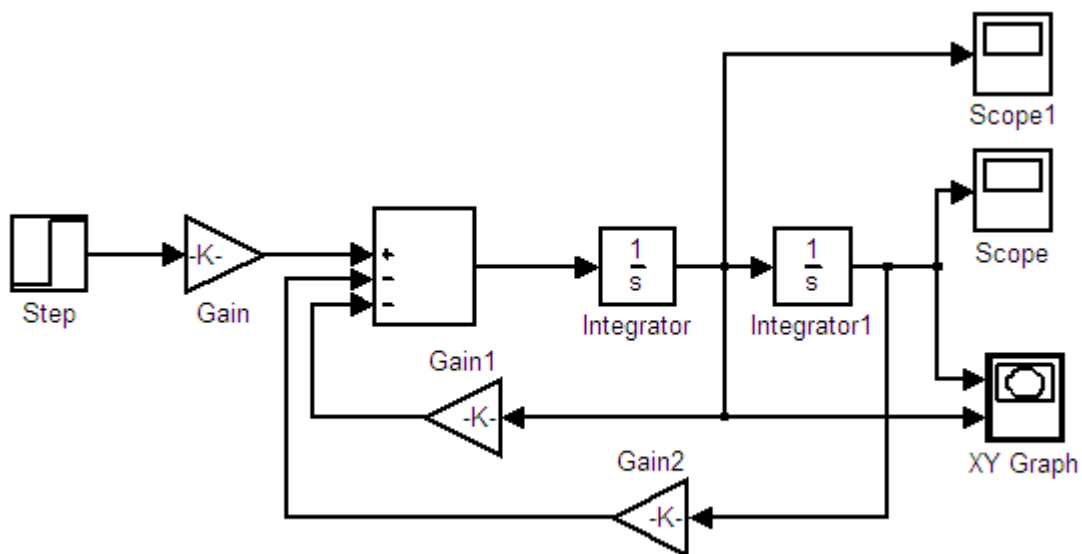 Scope1
Scope
Step
-K-
Gain
+
−
−
1
s
Integrator
1
s
Integrator1
Gain1
-K-
Gain2
-K-
XY Graph